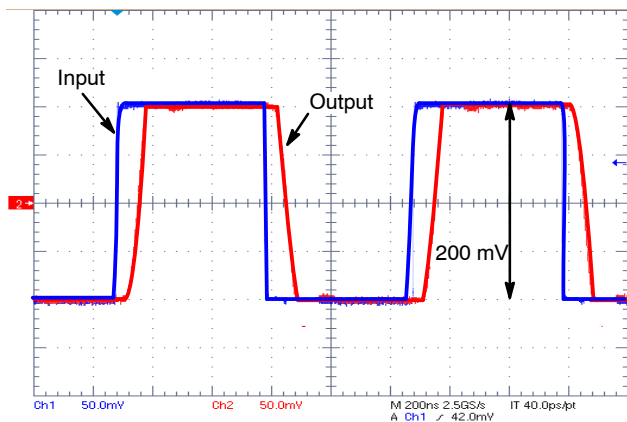 Input
Output
2
200 mV
Ch1 50.0mV Ch2 50.0mV M 200ns 2.5GS/s IT 40.0ps/pt
A Ch1 / 42.0mV